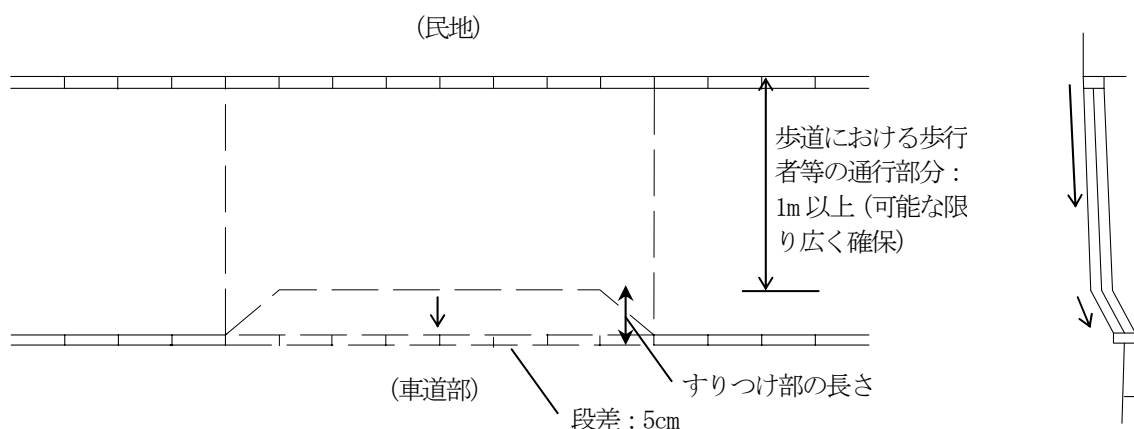 (民地)
歩道における歩行
者等の通行部分：
1m 以上（可能な限
り広く確保）
すりつけ部の長さ
(車道部)
段差：5cm